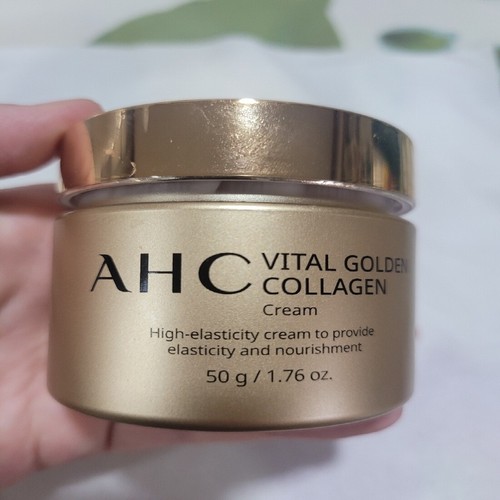 AHC
VITAL GOLDEN
COLLAGEN
Cream
High-elasticity cream to provide
elasticity and nourishment
50 g / 1.76 oz.